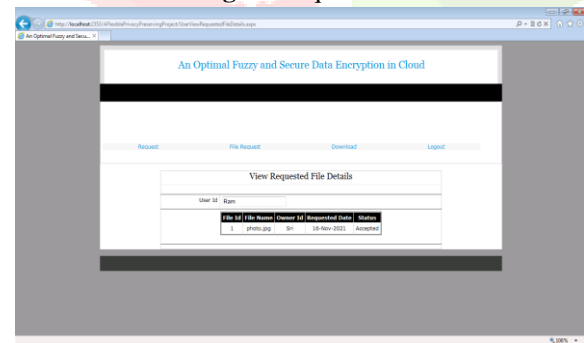 http://localhost:2353/AFlexiblePrivacyPreservingProject/UserViewRequestedFileDetails.aspx
An Optimal Fuzzy and Secu...
An Optimal Fuzzy and Secure Data Encryption in Cloud
Request File Request Download Logout
View Requested File Details
User Id Ram
File Id File Name Owner Id Requested Date Status
1 photo.jpg Sri 16-Nov-2021 Accepted
100%